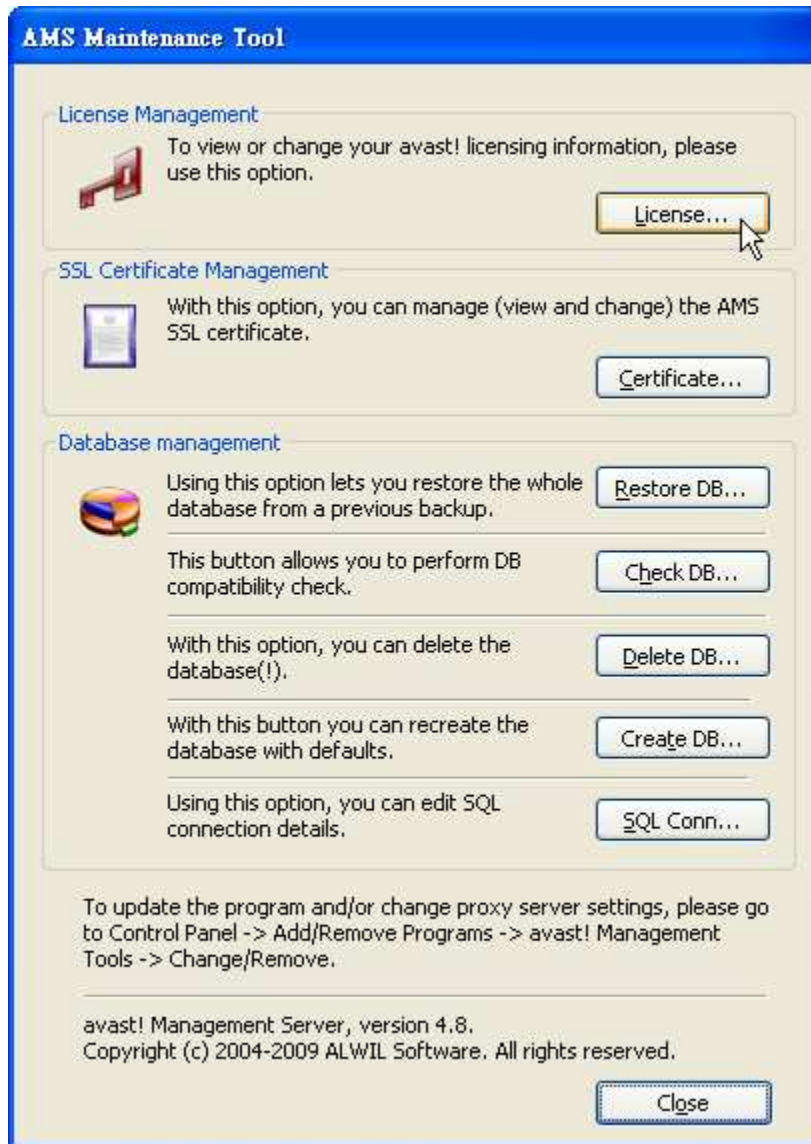 AMS Maintenance Tool
License Management
To view or change your avast! licensing information, please
use this option.
License...
SSL Certificate Management
With this option, you can manage (view and change) the AMS
SSL certificate.
Certificate...
Database management
Using this option lets you restore the whole
database from a previous backup.
Restore DB...
This button allows you to perform DB
compatibility check.
Check DB...
With this option, you can delete the
database(!).
Delete DB...
With this button you can recreate the
database with defaults.
Create DB...
Using this option, you can edit SQL
connection details.
SQL Conn...
To update the program and/or change proxy server settings, please go
to Control Panel -> Add/Remove Programs -> avast! Management
Tools -> Change/Remove.
avast! Management Server, version 4.8.
Copyright (c) 2004-2009 ALWIL Software. All rights reserved.
Close